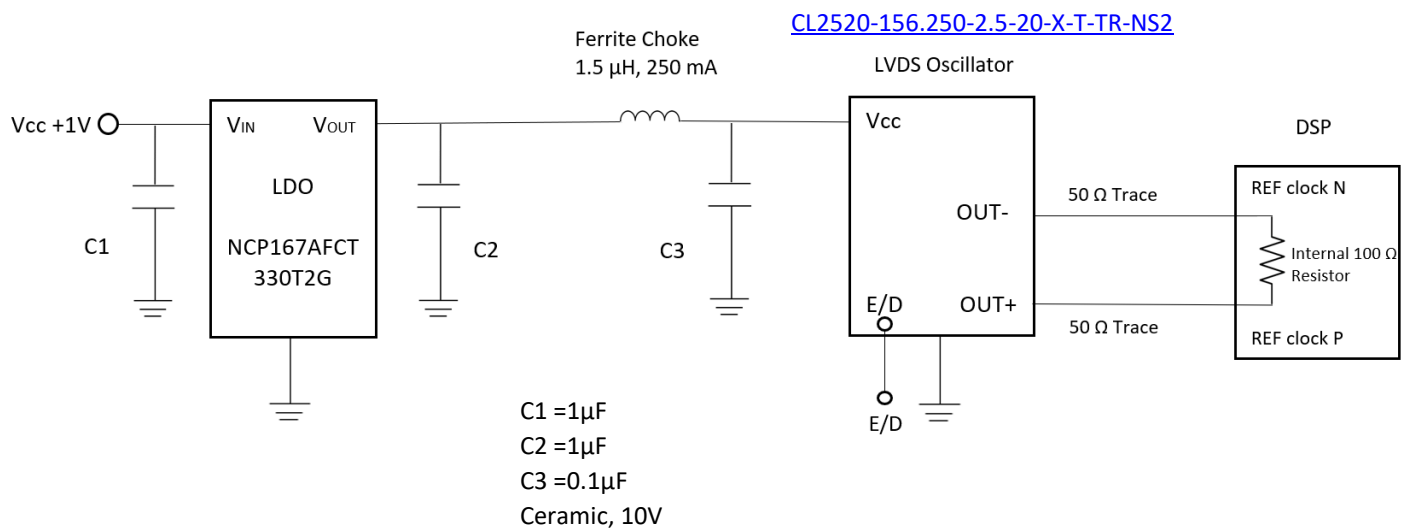 CL2520-156.250-2.5-20-X-T-TR-NS2
Ferrite Choke
1.5 µH, 250 mA
LVDS Oscillator
Vcc +1V
VIN
VOUT
Vcc
DSP
LDO
REF clock N
50 Ω Trace
OUT-
C1
NCP167AFCT
330T2G
C2
C3
Internal 100 Ω
Resistor
E/D
OUT+
50 Ω Trace
REF clock P
E/D
C1 =1µF
C2 =1µF
C3 =0.1µF
Ceramic, 10V